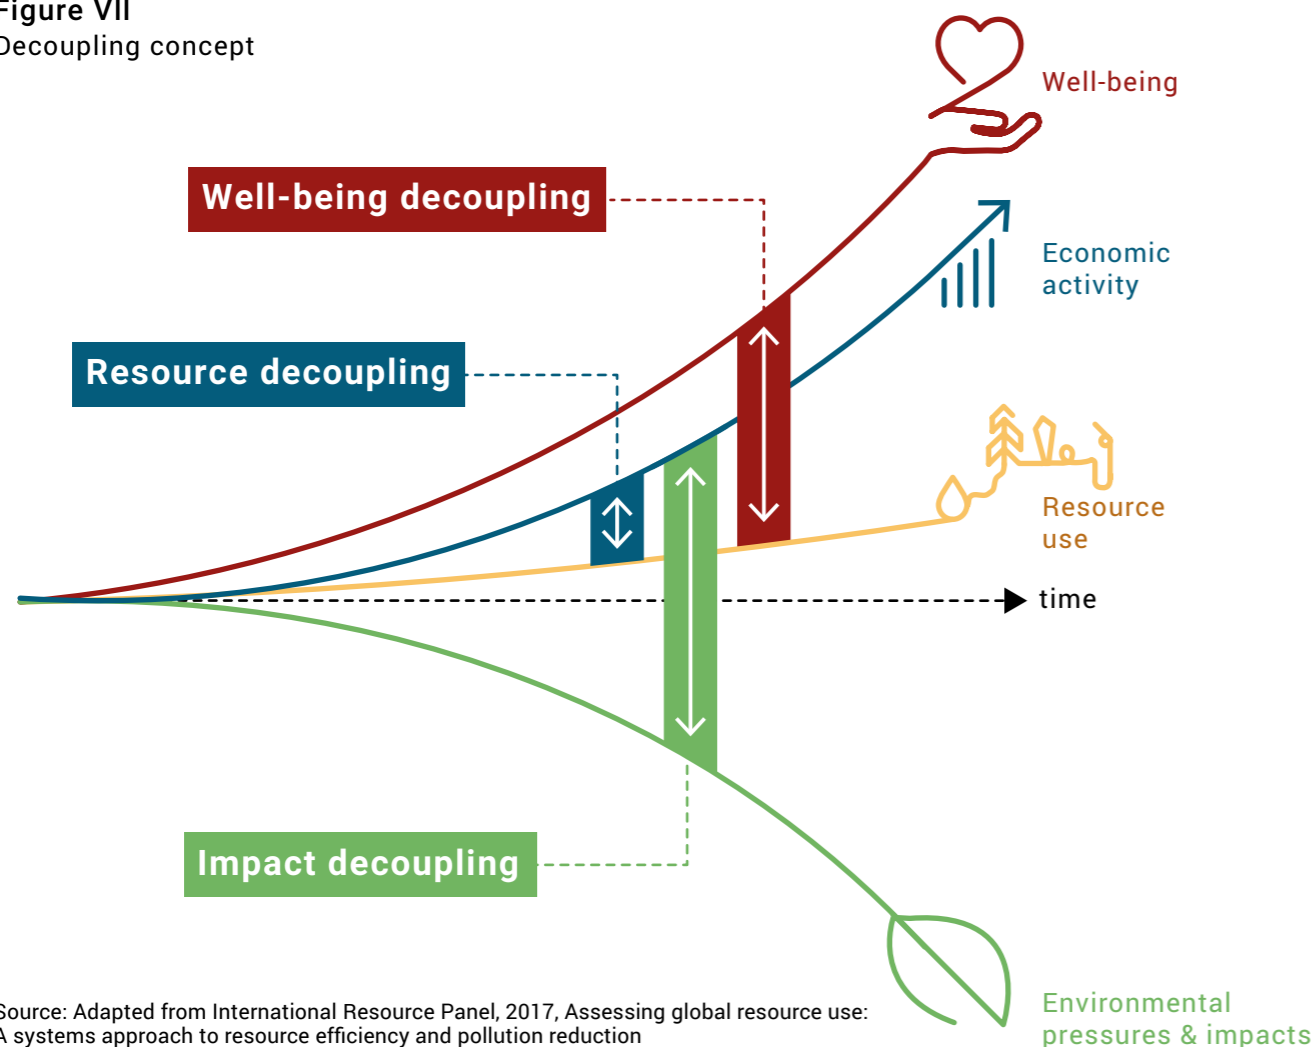 Figure VII
Decoupling concept
Well-being
Well-being decoupling
Economic
activity
Resource decoupling
Resource
use
time
Impact decoupling
Environmental
pressures & impacts
Source: Adapted from International Resource Panel, 2017, Assessing global resource use:
A systems approach to resource efficiency and pollution reduction